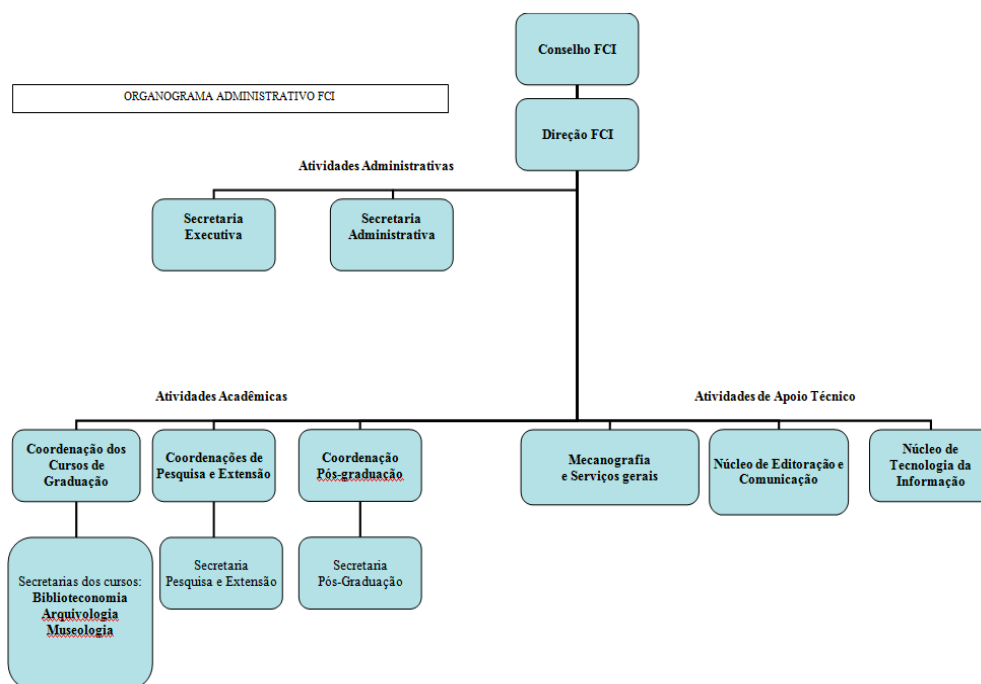 Conselho FCI
ORGANOGRAMA ADMINISTRATIVO FCI
Direção FCI
Atividades Administrativas
Secretaria
Executiva
Secretaria
Administrativa
Atividades Acadêmicas
Atividades de Apoio Técnico
Coordenação dos
Cursos de
Graduação
Coordenações de
Pesquisa e Extensão
Coordenação
Pós-graduação
Mecanografia
e Serviços gerais
Núcleo de Editoração e
Comunicação
Núcleo de
Tecnologia da
Informação
Secretarias dos cursos:
Biblioteconomia
Arquivologia
Museologia
Secretaria
Pesquisa e Extensão
Secretaria
Pós-Graduação